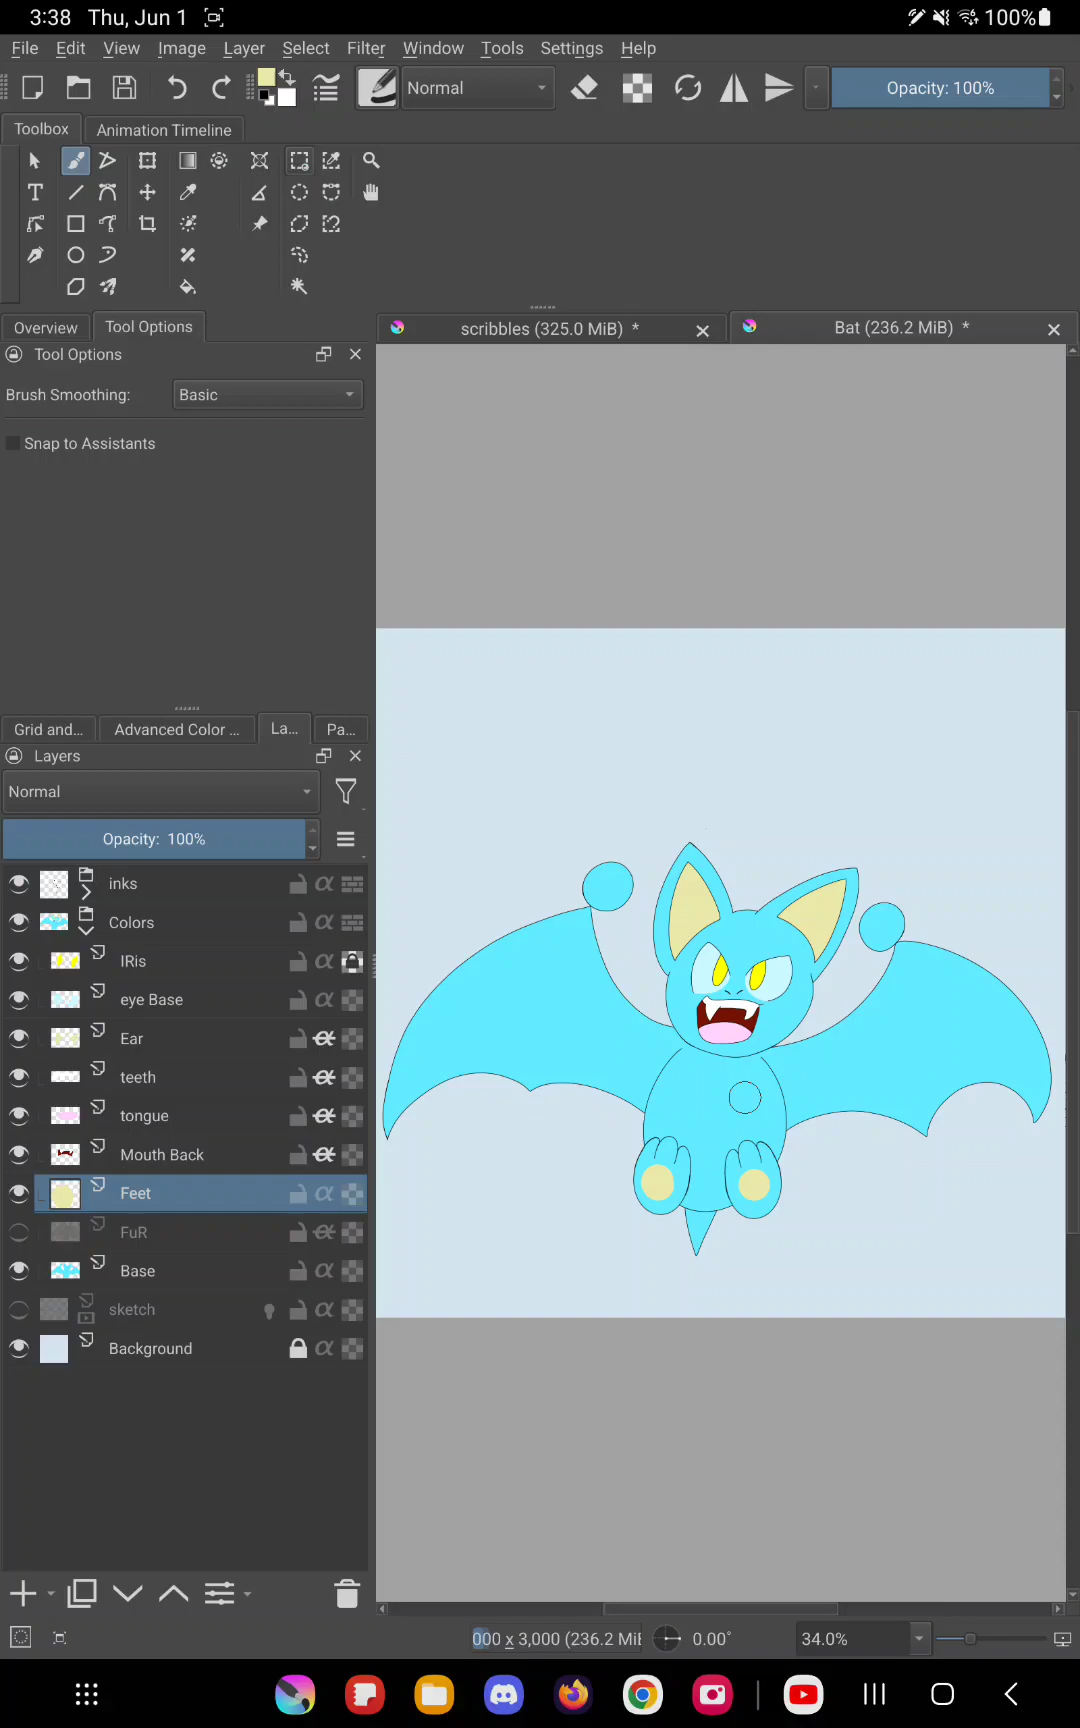 3:38 Thu, Jun 1 100%
File Edit View Image Layer Select Filter Window Tools Settings Help
Normal Opacity: 100%
Toolbox Animation Timeline
Overview Tool Options
scribbles (325.0 MiB) * Bat (236.2 MiB) *
Tool Options
Brush Smoothing: Basic
Snap to Assistants
Grid and... Advanced Color ... La... Pa...
Layers
Normal
Opacity: 100%
inks
Colors
IRis
eye Base
Ear
teeth
tongue
Mouth Back
Feet
FuR
Base
sketch
Background
000 x 3,000 (236.2 MiB 0.00° 34.0%